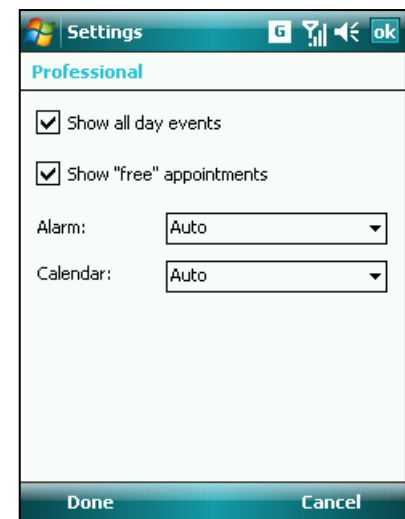 Settings G ok
Professional
Show all day events
Show "free" appointments
Alarm: Auto
Calendar: Auto
Done Cancel